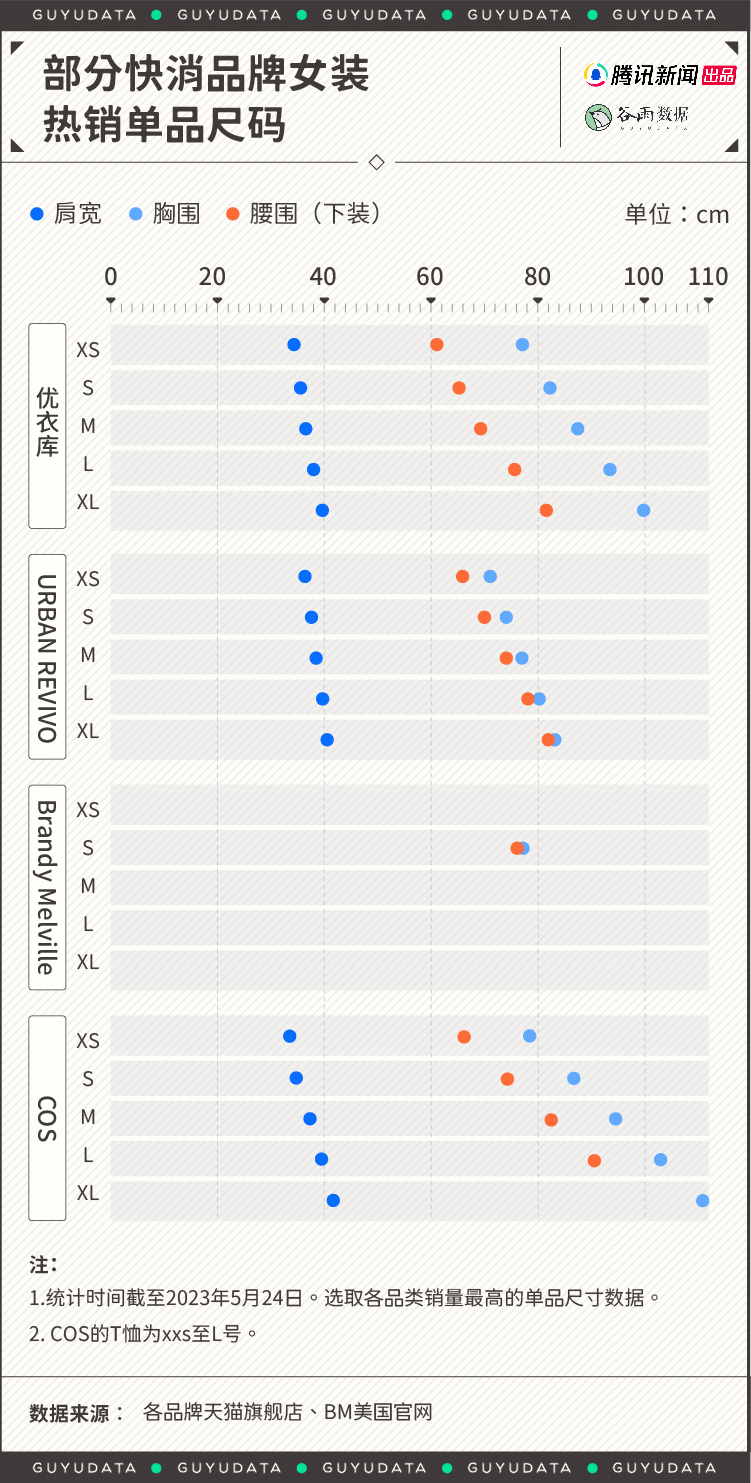 GUYUDATA GUYUDATA GUYUDATA GUYUDATA GUYUDATA
部分快消品牌女装
热销单品尺码
腾讯新闻 出品
谷雨数据
GUYUDATA
肩宽 胸围 腰围（下装） 单位：cm
0 20 40 60 80 100 110
优衣库
XS
S
M
L
XL
URBAN REVIVO
XS
S
M
L
XL
Brandy Melville
XS
S
M
L
XL
COS
XS
S
M
L
XL
注：
1.统计时间截至2023年5月24日。选取各品类销量最高的单品尺寸数据。
2. COS的T恤为xxs至L号。
数据来源： 各品牌天猫旗舰店、BM美国官网
GUYUDATA GUYUDATA GUYUDATA GUYUDATA GUYUDATA